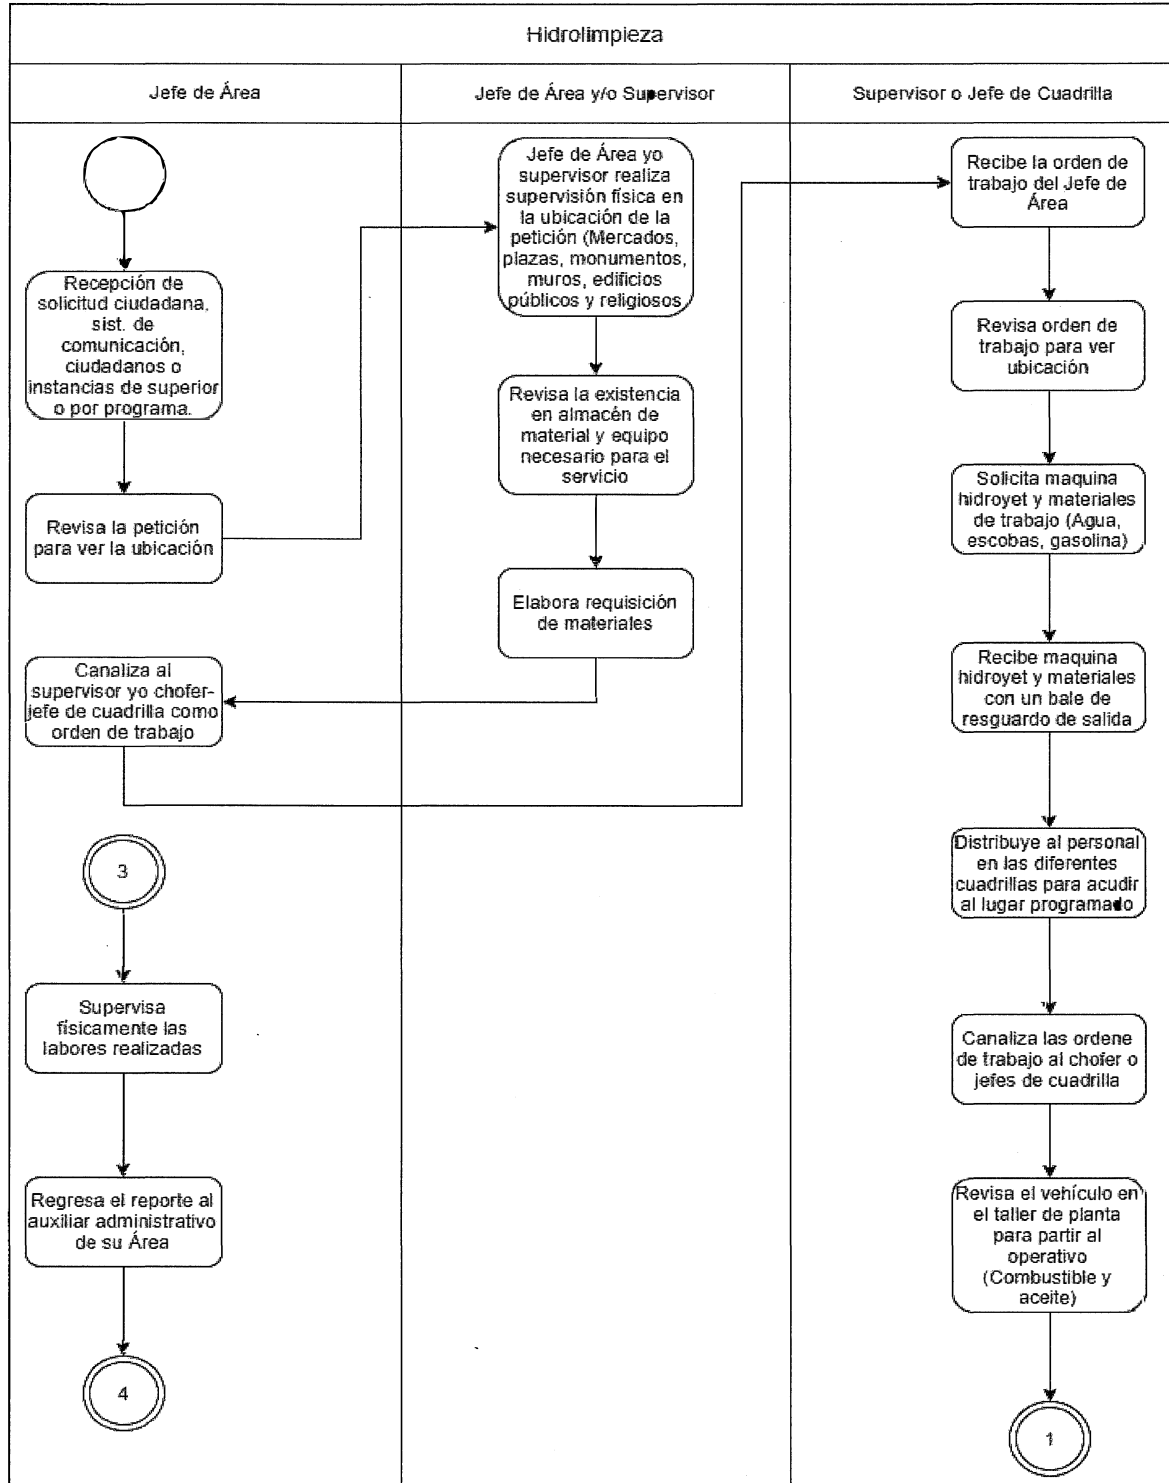 Hidrolimpieza
Jefe de Área
Jefe de Área y/o Supervisor
Supervisor o Jefe de Cuadrilla
Recepción de
solicitud ciudadana,
sist. de
comunicación,
ciudadanos o
instancias de superior
o por programa.
Revisa la petición
para ver la ubicación
Jefe de Área yo
supervisor realiza
supervisión física en
la ubicación de la
petición (Mercados,
plazas, monumentos,
muros, edificios
públicos y religiosos
Revisa la existencia
en almacén de
material y equipo
necesario para el
servicio
Elabora requisición
de materiales
Canaliza al
supervisor yo chofer-
jefe de cuadrilla como
orden de trabajo
Recibe la orden de
trabajo del Jefe de
Área
Revisa orden de
trabajo para ver
ubicación
Solicita maquina
hidroyet y materiales
de trabajo (Agua,
escobas, gasolina)
Recibe maquina
hidroyet y materiales
con un bale de
resguardo de salida
Distribuye al personal
en las diferentes
cuadrillas para acudir
al lugar programado
Canaliza las ordene
de trabajo al chofer o
jefes de cuadrilla
Revisa el vehículo en
el taller de planta
para partir al
operativo
(Combustible y
aceite)
1
3
Supervisa
físicamente las
labores realizadas
Regresa el reporte al
auxiliar administrativo
de su Área
4